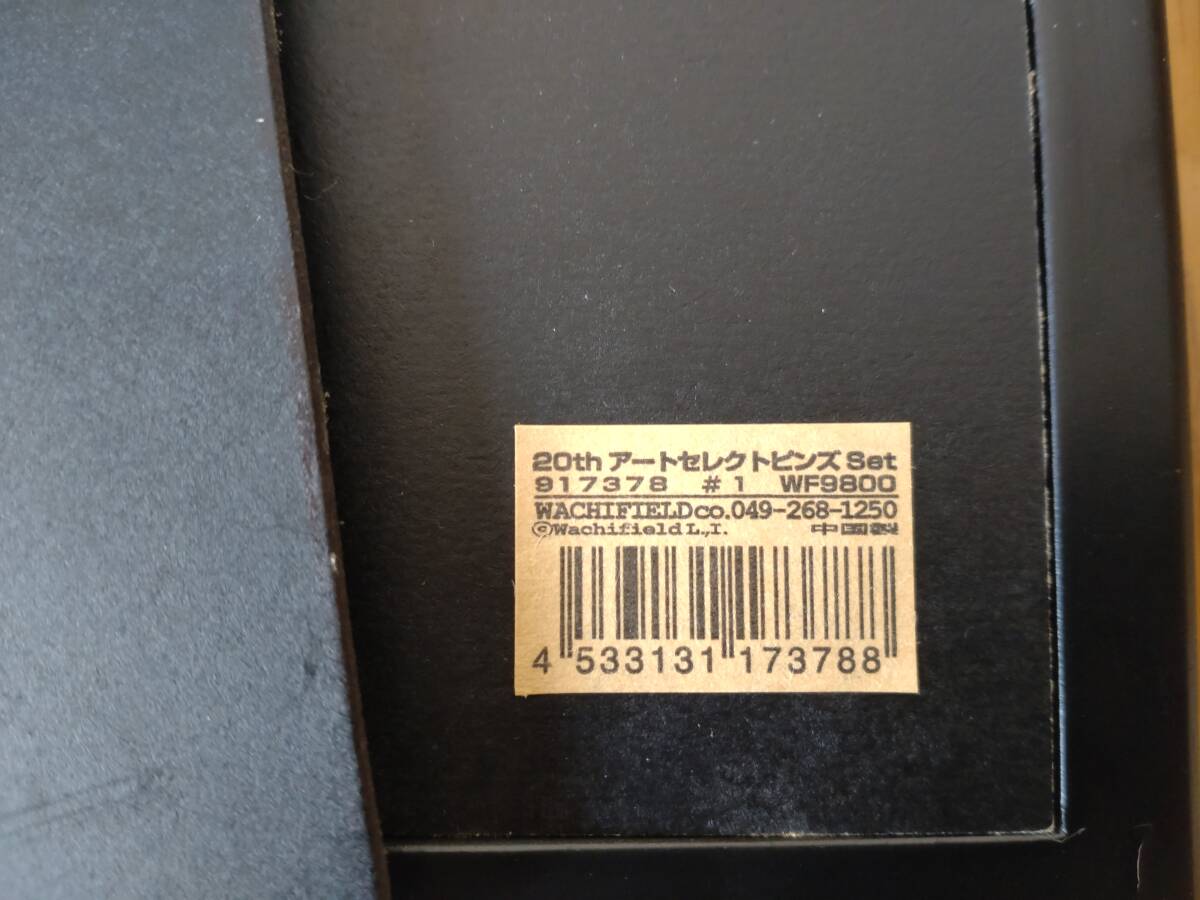 20th アートセレクトピンズ Set
917378 #1 WF9800
WACHIFIELD co. 049-268-1250
©Wachifield L.,I. 中国製
4 533131 173788